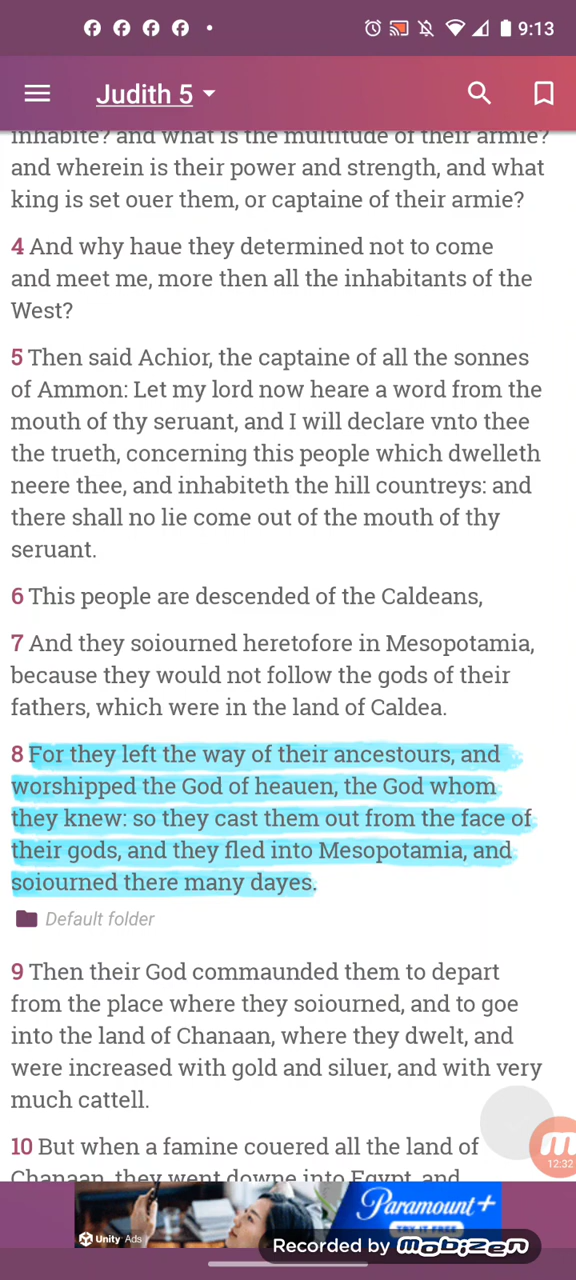 9:13
Judith 5
inhabite? and what is the multitude of their armie?
and wherein is their power and strength, and what
king is set ouer them, or captaine of their armie?
4 And why haue they determined not to come
and meet me, more then all the inhabitants of the
West?
5 Then said Achior, the captaine of all the sonnes
of Ammon: Let my lord now heare a word from the
mouth of thy seruant, and I will declare vnto thee
the trueth, concerning this people which dwelleth
neere thee, and inhabiteth the hill countreys: and
there shall no lie come out of the mouth of thy
seruant.
6 This people are descended of the Caldeans,
7 And they soiourned heretofore in Mesopotamia,
because they would not follow the gods of their
fathers, which were in the land of Caldea.
8 For they left the way of their ancestours, and
worshipped the God of heauen, the God whom
they knew: so they cast them out from the face of
their gods, and they fled into Mesopotamia, and
soiourned there many dayes.
Default folder
9 Then their God commaunded them to depart
from the place where they soiourned, and to goe
into the land of Chanaan, where they dwelt, and
were increased with gold and siluer, and with very
much cattell.
10 But when a famine couered all the land of
Chanaan, they went downe into Egypt, and
12:32
Paramount+
TRY IT FREE
Unity Ads
Recorded by mobizen